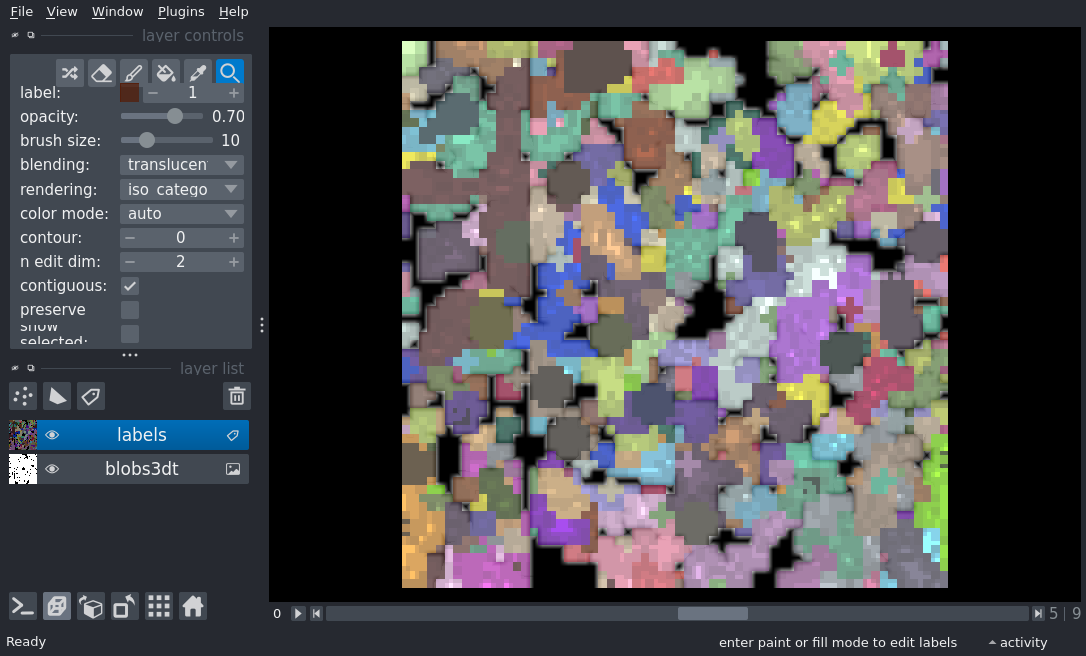 File View Window Plugins Help
layer controls
label: 1
opacity: 0.70
brush size: 10
blending: translucen
rendering: iso_catego
color mode: auto
contour: 0
n edit dim: 2
contiguous:
preserve
show
selected:
layer list
labels
blobs3dt
0 5 | 9
Ready enter paint or fill mode to edit labels activity